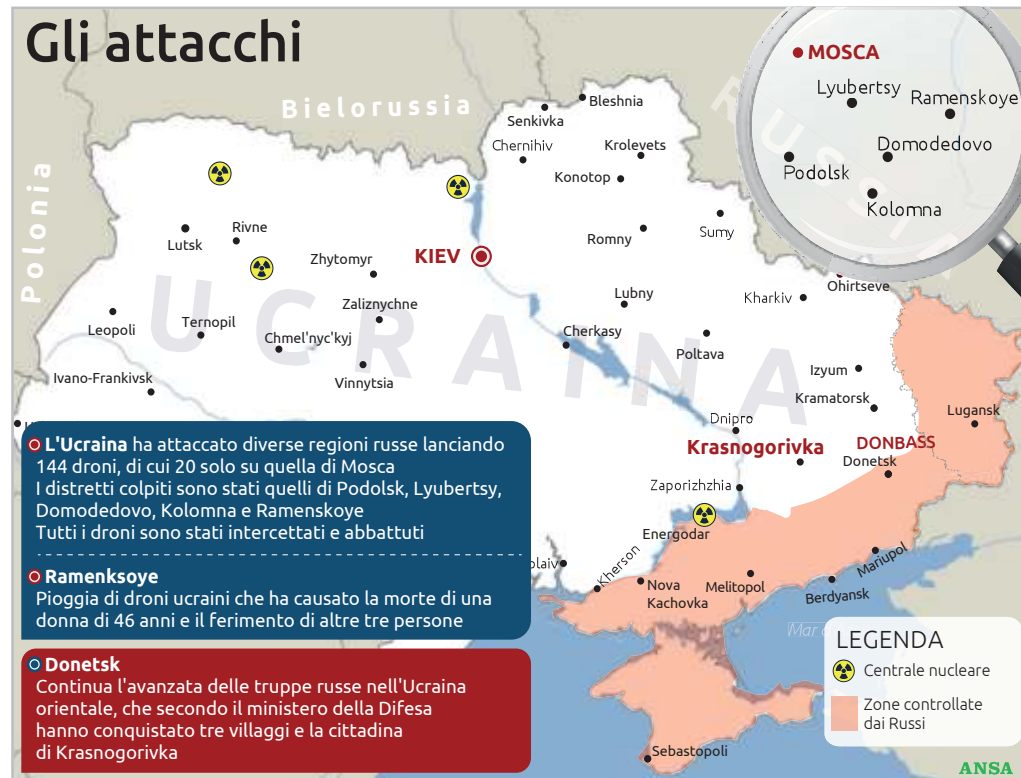 Gli attacchi
Bielorussia
Polonia
RUSSIA
UCRAINA
MOSCA
Lyubertsy
Ramenskoye
Domodedovo
Podolsk
Kolomna
Bleshnia
Senkivka
Chernihiv
Krolevets
Konotop
Rivne
Lutsk
Zhytomyr
KIEV
Romny
Sumy
Ohirtseve
Kharkiv
Leopoli
Ternopil
Zaliznychne
Chmel'nyc'kyj
Lubny
Cherkasy
Poltava
Ivano-Frankivsk
Vinnytsia
Izyum
Kramatorsk
Lugansk
Dnipro
Krasnogorivka
DONBASS
Donetsk
Zaporizhzhia
Energodar
Kherson
Nova
Kachovka
Melitopol
Mariupol
Berdyansk
Sebastopoli
L'Ucraina ha attaccato diverse regioni russe lanciando
144 droni, di cui 20 solo su quella di Mosca
I distretti colpiti sono stati quelli di Podolsk, Lyubertsy,
Domodedovo, Kolomna e Ramenskoye
Tutti i droni sono stati intercettati e abbattuti
Ramenksoye
Pioggia di droni ucraini che ha causato la morte di una
donna di 46 anni e il ferimento di altre tre persone
Donetsk
Continua l'avanzata delle truppe russe nell'Ucraina
orientale, che secondo il ministero della Difesa
hanno conquistato tre villaggi e la cittadina
di Krasnogorivka
LEGENDA
Centrale nucleare
Zone controllate
dai Russi
ANSA